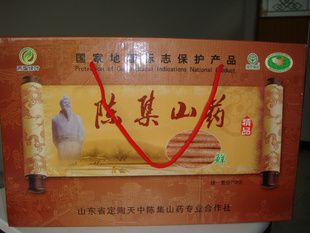 国家地理标志保护产品
Protection of Geographical Indications National Product
陈集山药
精品
鲜
山东省定陶天中陈集山药专业合作社